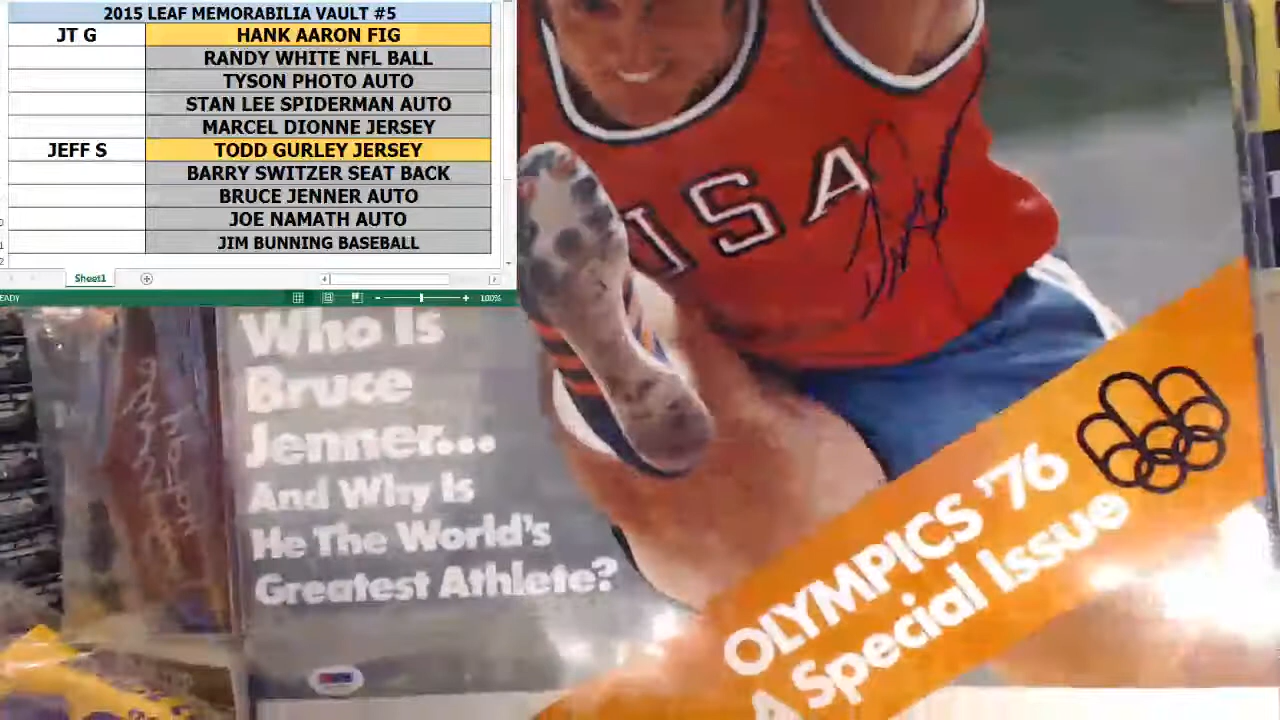 2015 LEAF MEMORABILIA VAULT #5
JT G HANK AARON FIG
RANDY WHITE NFL BALL
TYSON PHOTO AUTO
STAN LEE SPIDERMAN AUTO
MARCEL DIONNE JERSEY
JEFF S TODD GURLEY JERSEY
BARRY SWITZER SEAT BACK
BRUCE JENNER AUTO
JOE NAMATH AUTO
JIM BUNNING BASEBALL
Sheet1
100%
USA
Who Is
Bruce
Jenner...
And Why Is
He The World's
Greatest Athlete?
OLYMPICS '76
A Special Issue